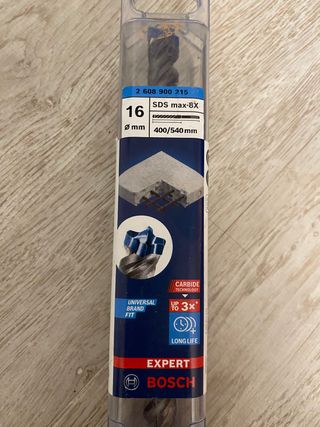 2 608 900 215
16
Ø mm
SDS max-8X
400/540 mm
CARBIDE
TECHNOLOGY
UNIVERSAL
BRAND
FIT
UP
TO
3x*
LONG LIFE
EXPERT
BOSCH